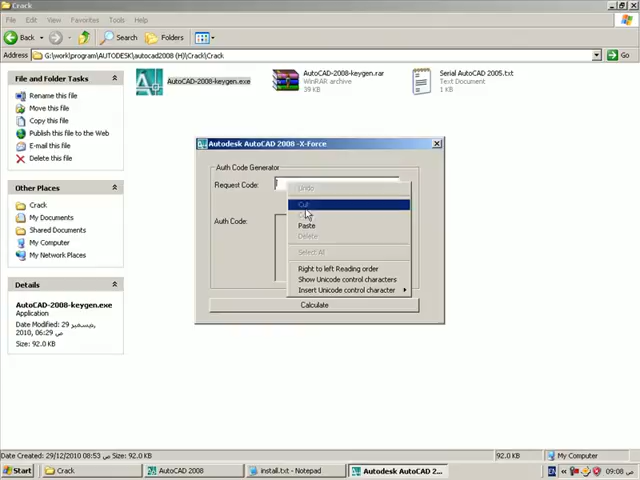 Crack
File Edit View Favorites Tools Help
Back Search Folders
Address G:\work\program\AUTODESK\autocad2008 (H)\Crack\Crack Go
File and Folder Tasks
Rename this file
Move this file
Copy this file
Publish this file to the Web
E-mail this file
Delete this file
Other Places
Crack
My Documents
Shared Documents
My Computer
My Network Places
Details
AutoCAD-2008-keygen.exe
Application
Date Modified: 29 ديسمبر,
2010, 06:29 ص
Size: 92.0 KB
AutoCAD-2008-keygen.exe
AutoCAD-2008-keygen.rar
WinRAR archive
39 KB
Serial AutoCAD 2005.txt
Text Document
1 KB
Autodesk AutoCAD 2008 -X-Force
Auth Code Generator
Request Code:
Auth Code:
Undo
Cut
Paste
Delete
Select All
Right to left Reading order
Show Unicode control characters
Insert Unicode control character
Calculate
Date Created: 29/12/2010 08:53 ص Size: 92.0 KB
92.0 KB
My Computer
Start
Crack
AutoCAD 2008
install.txt - Notepad
Autodesk AutoCAD 2...
EN
09:08 ص